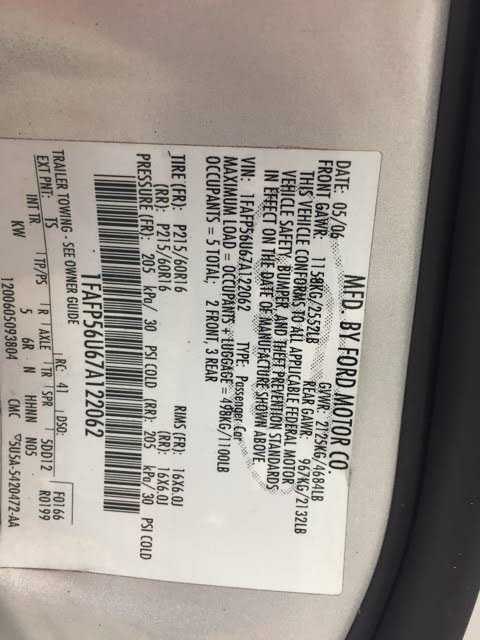 MFD. BY FORD MOTOR CO.
DATE: 05/06 GVWR: 2125KG/4684LB
FRONT GAWR: 1158KG/2552LB REAR GAWR: 967KG/2132LB
THIS VEHICLE CONFORMS TO ALL APPLICABLE FEDERAL MOTOR
VEHICLE SAFETY, BUMPER, AND THEFT PREVENTION STANDARDS
IN EFFECT ON THE DATE OF MANUFACTURE SHOWN ABOVE.
VIN: 1FAFP56U67A122062 TYPE: Passenger Car
MAXIMUM LOAD = OCCUPANTS + LUGGAGE = 498KG/1100LB
OCCUPANTS = 5 TOTAL; 2 FRONT, 3 REAR
TIRE (FR): P215/60R16 RIMS (FR): 16X6.0J
(RR): P215/60R16 (RR): 16X6.0J
PRESSURE (FR): 205 kPa/ 30 PSI COLD (RR): 205 kPa/ 30 PSI COLD
1FAFP56U67A122062
TRAILER TOWING - SEE OWNER GUIDE
EXT PNT: TS RC: 41 DSO: F0166
R0199
INT TR TP/PS R AXLE TR SPR 5DD12
KW 5 6R N HHNN N05
1200605093804 CMC 5U5A-5420472-AA